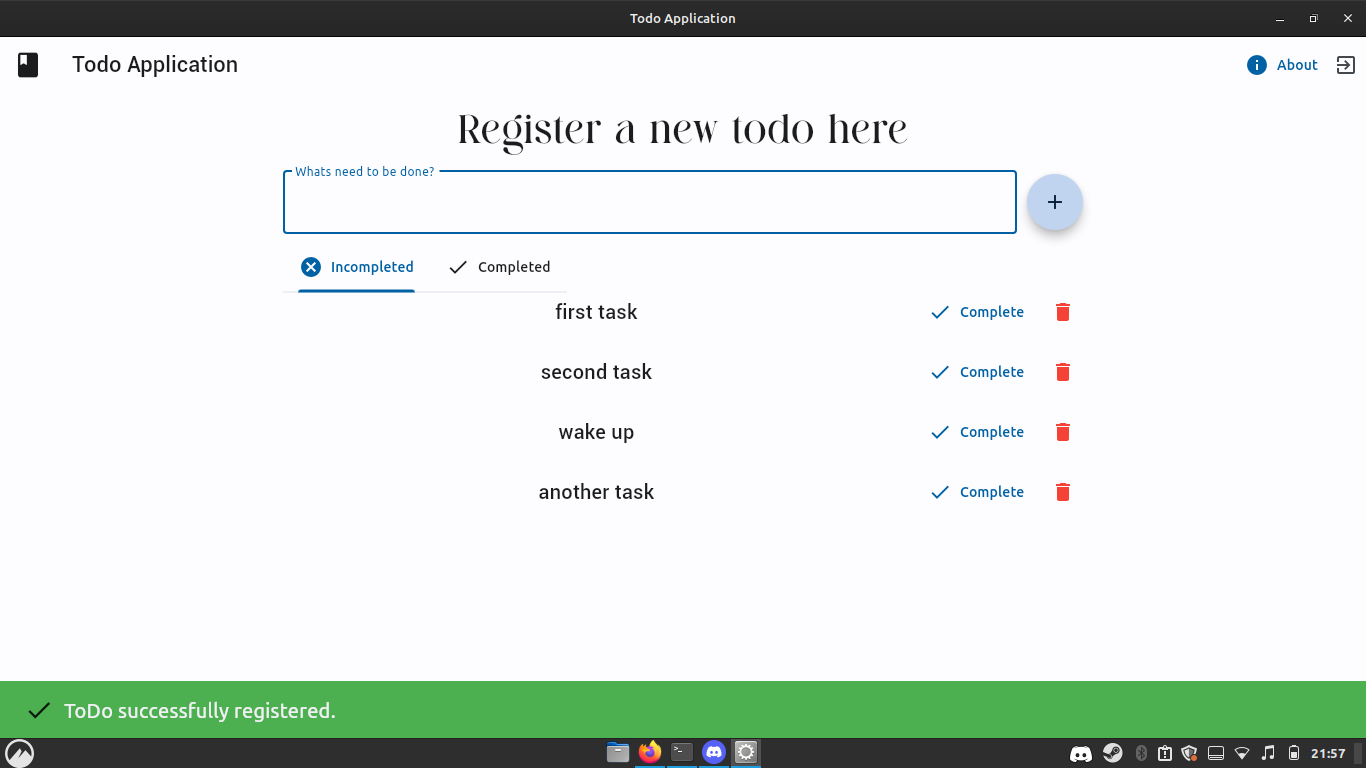 Todo Application
Todo Application
About
Register a new todo here
Whats need to be done?
Incompleted Completed
first task Complete
second task Complete
wake up Complete
another task Complete
ToDo successfully registered.
21:57